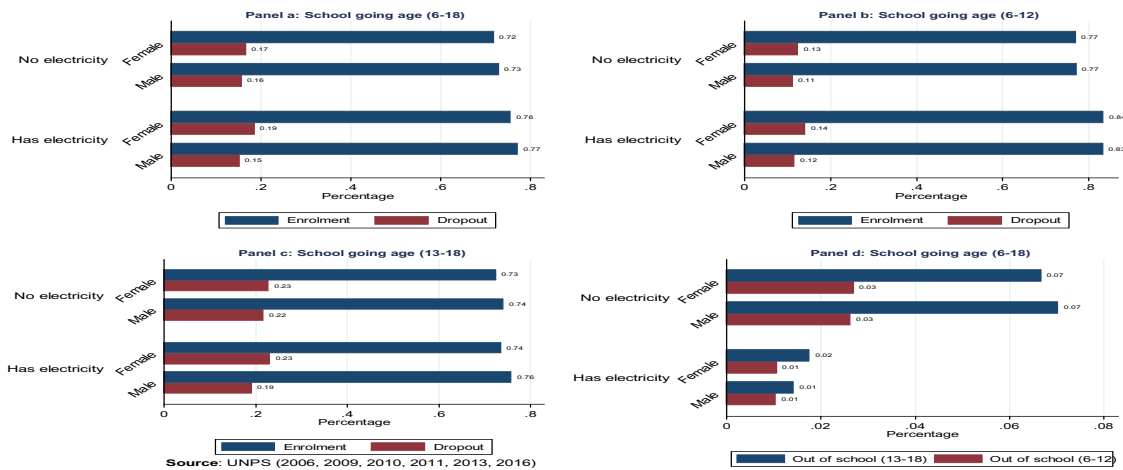 Panel a: School going age (6-18)
No electricity
Female
0.72
0.17
Male
0.73
0.16
Has electricity
Female
0.76
0.19
Male
0.77
0.15
0 .2 .4 .6 .8
Percentage
Enrolment Dropout
Panel b: School going age (6-12)
No electricity
Female
0.77
0.13
Male
0.77
0.11
Has electricity
Female
0.84
0.14
Male
0.83
0.12
0 .2 .4 .6 .8
Percentage
Enrolment Dropout
Panel c: School going age (13-18)
No electricity
Female
0.73
0.23
Male
0.74
0.22
Has electricity
Female
0.74
0.23
Male
0.76
0.19
0 .2 .4 .6 .8
Percentage
Enrolment Dropout
Panel d: School going age (6-18)
No electricity
Female
0.07
0.03
Male
0.07
0.03
Has electricity
Female
0.02
0.01
Male
0.01
0.01
0 .02 .04 .06 .08
Percentage
Out of school (13-18) Out of school (6-12)
Source: UNPS (2006, 2009, 2010, 2011, 2013, 2016)